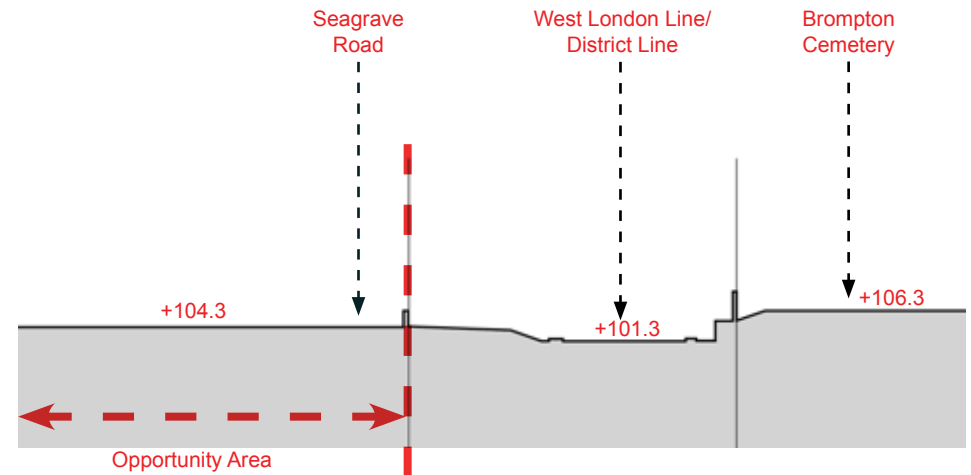 Seagrave
Road
West London Line/
District Line
Brompton
Cemetery
+104.3
+101.3
+106.3
Opportunity Area